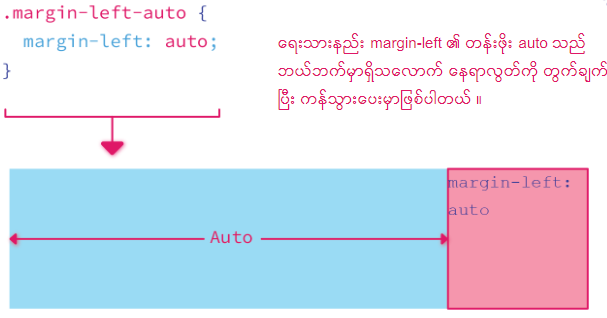 .margin-left-auto {
margin-left: auto;
}
ရေးသားနည်း margin-left ၏ တန်းဖိုး auto သည်
ဘယ်ဘက်မှာရှိသလောက် နေရာလွတ်ကို တွက်ချက်
ပြီး ကန်သွားပေးမှာဖြစ်ပါတယ် ။
Auto
margin-left:
auto